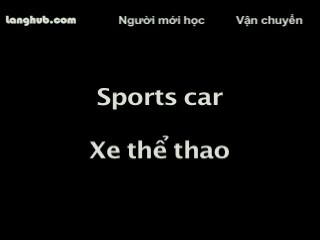 Langhub.com Người mới học Vận chuyển
Sports car
Xe thể thao